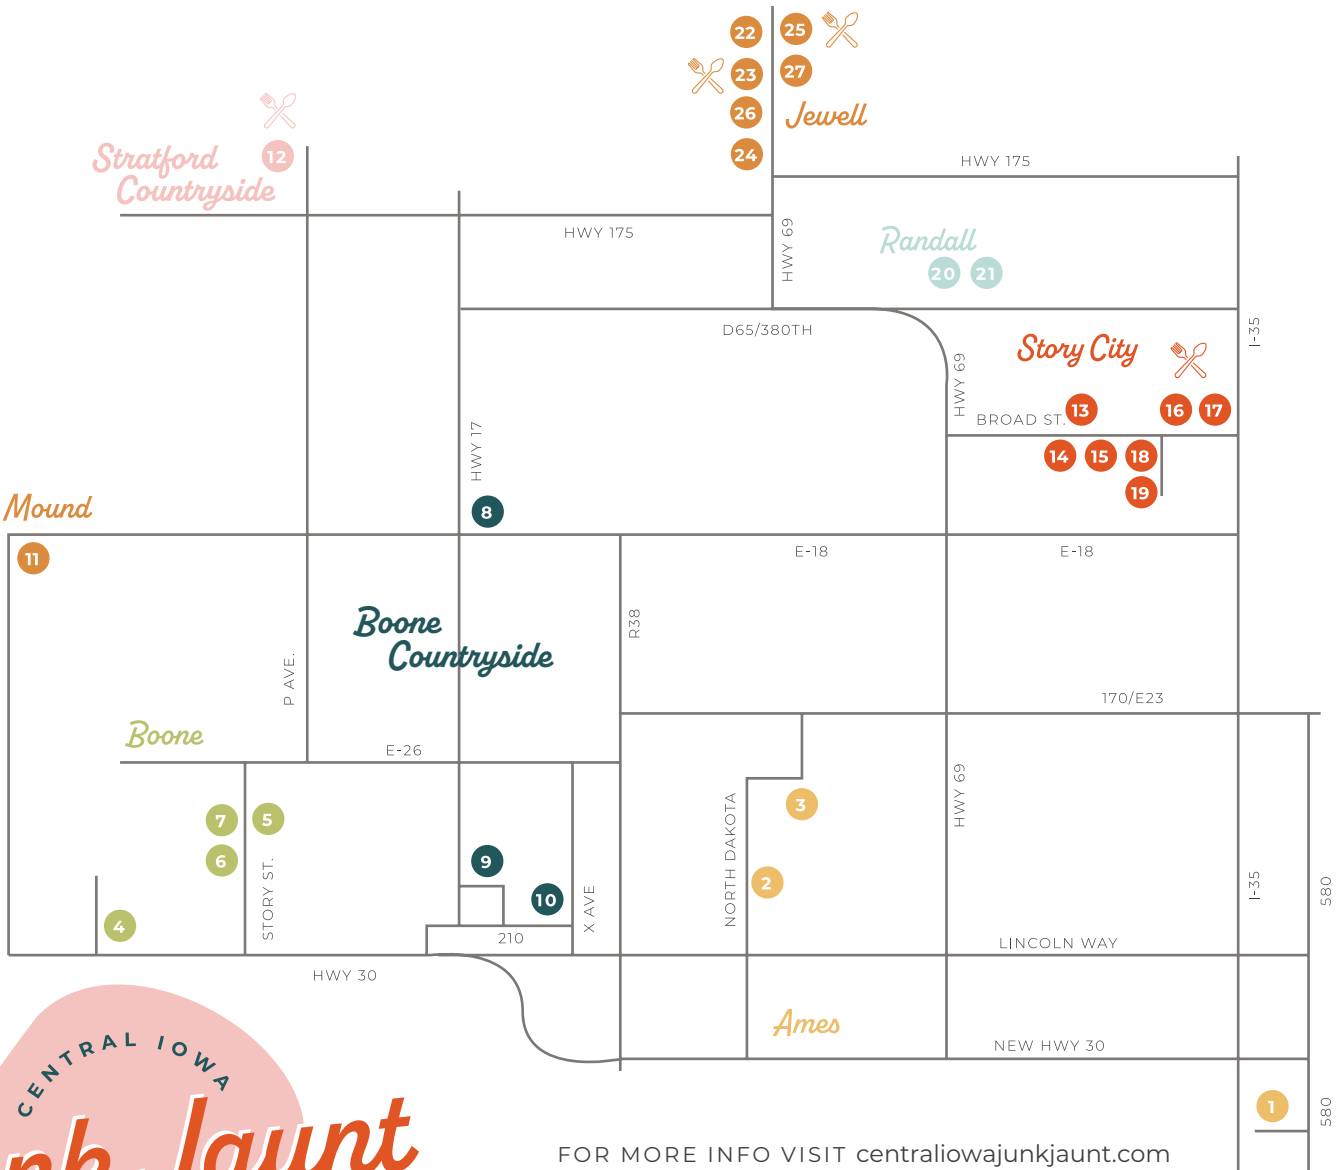 22
25
23
27
26
Jewell
24
12
Stratford
Countryside
HWY 175
HWY 175
HWY 69
Randall
20
21
D65/380TH
I-35
Story City
HWY 69
13
16
17
BROAD ST.
14
15
18
19
HWY 17
8
Mound
11
E-18
E-18
Boone
Countryside
R38
P AVE.
170/E23
Boone
E-26
7
5
6
STORY ST.
4
9
10
X AVE
210
NORTH DAKOTA
3
2
HWY 69
I-35
580
LINCOLN WAY
HWY 30
Ames
NEW HWY 30
1
580
CENTRAL IOWA
Jaunt
FOR MORE INFO VISIT centraliowajunkjaunt.com